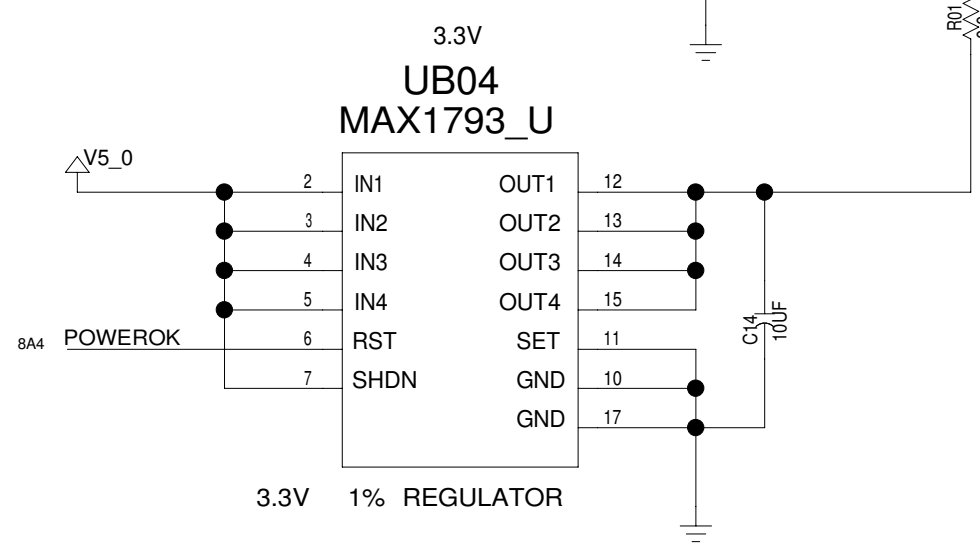 R01
3.3V
UB04
MAX1793_U
V5_0
2 IN1 OUT1 12
3 IN2 OUT2 13
4 IN3 OUT3 14
5 IN4 OUT4 15
8A4 POWEROK 6 RST SET 11
7 SHDN GND 10
GND 17
C14
10UF
3.3V 1% REGULATOR